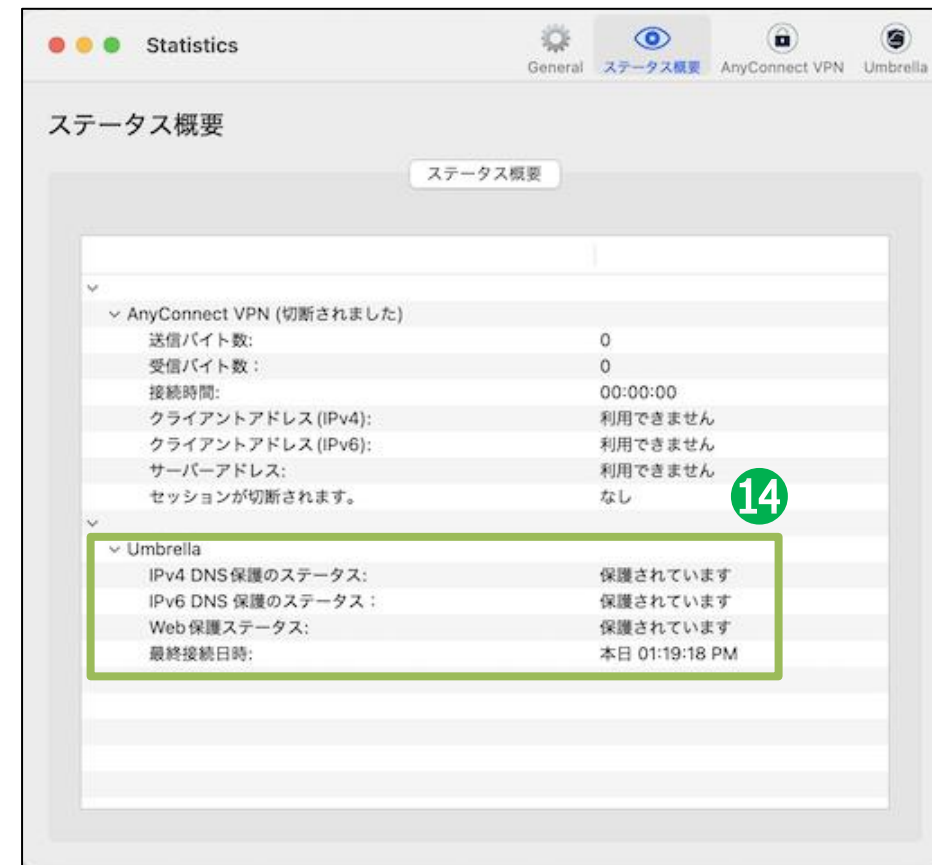 Statistics
General ステータス概要 AnyConnect VPN Umbrella
ステータス概要
ステータス概要
AnyConnect VPN (切断されました)
送信バイト数: 0
受信バイト数： 0
接続時間: 00:00:00
クライアントアドレス(IPv4): 利用できません
クライアントアドレス(IPv6): 利用できません
サーバーアドレス: 利用できません
セッションが切断されます。 なし
14
Umbrella
IPv4 DNS保護のステータス: 保護されています
IPv6 DNS 保護のステータス： 保護されています
Web保護ステータス: 保護されています
最終接続日時: 本日 01:19:18 PM